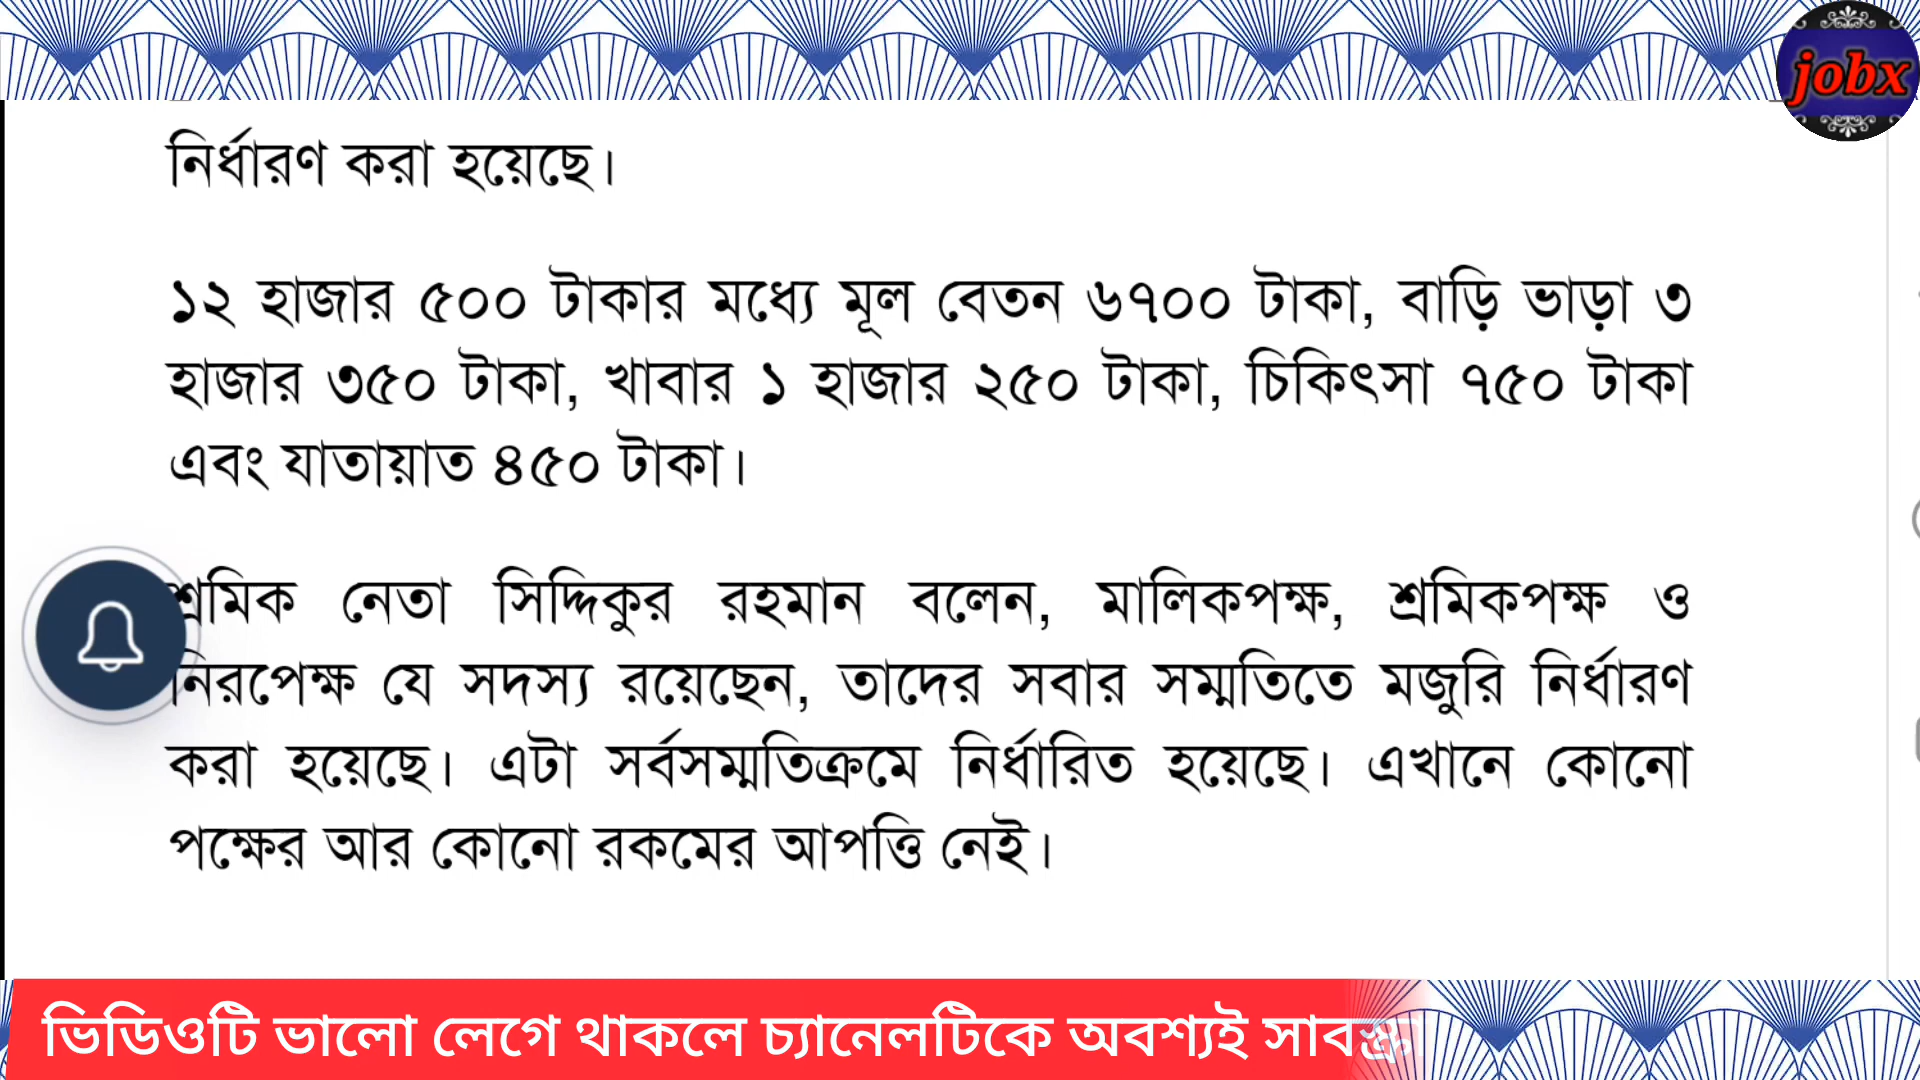 jobx
নির্ধারণ করা হয়েছে।
১২ হাজার ৫০০ টাকার মধ্যে মূল বেতন ৬৭০০ টাকা, বাড়ি ভাড়া ৩
হাজার ৩৫০ টাকা, খাবার ১ হাজার ২৫০ টাকা, চিকিৎসা ৭৫০ টাকা
এবং যাতায়াত ৪৫০ টাকা।
শ্রমিক নেতা সিদ্দিকুর রহমান বলেন, মালিকপক্ষ, শ্রমিকপক্ষ ও
নিরপেক্ষ যে সদস্য রয়েছেন, তাদের সবার সম্মতিতে মজুরি নির্ধারণ
করা হয়েছে। এটা সর্বসম্মতিক্রমে নির্ধারিত হয়েছে। এখানে কোনো
পক্ষের আর কোনো রকমের আপত্তি নেই।
ভিডিওটি ভালো লেগে থাকলে চ্যানেলটিকে অবশ্যই